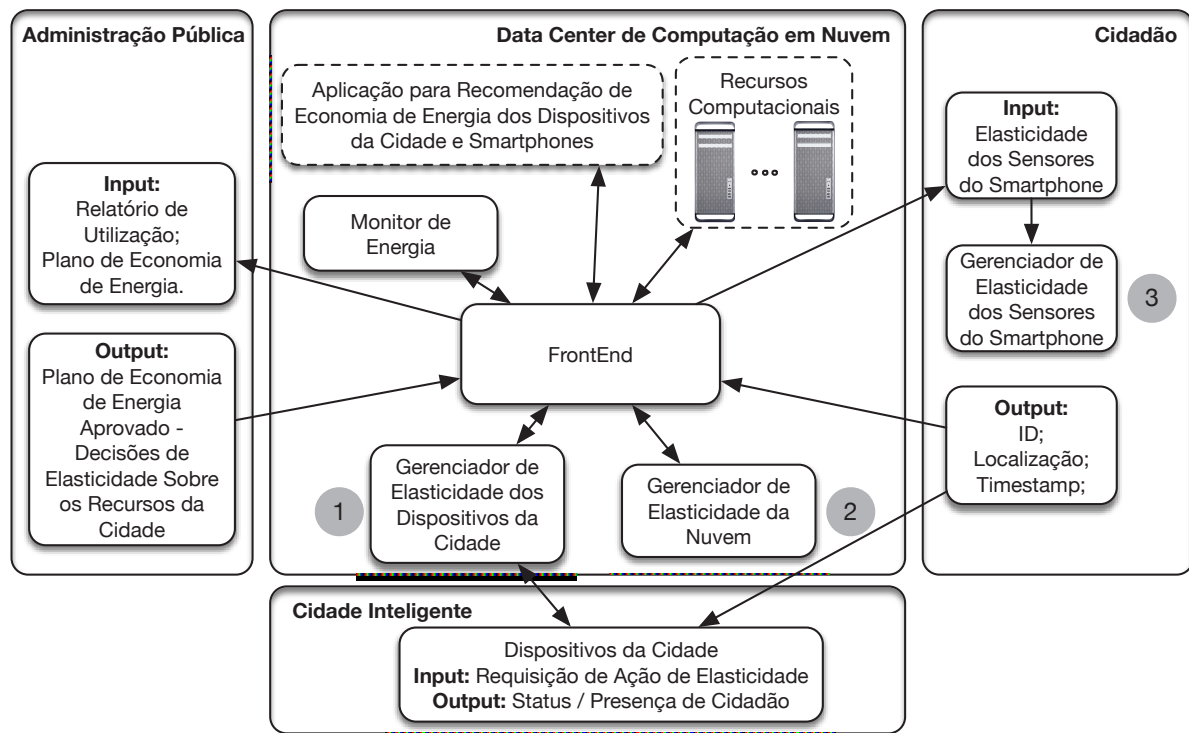 Administração Pública
Input:
Relatório de
Utilização;
Plano de Economia
de Energia.
Output:
Plano de Economia
de Energia
Aprovado -
Decisões de
Elasticidade Sobre
os Recursos da
Cidade
Data Center de Computação em Nuvem
Aplicação para Recomendação de
Economia de Energia dos Dispositivos
da Cidade e Smartphones
Recursos
Computacionais
Monitor de
Energia
FrontEnd
1
Gerenciador de
Elasticidade dos
Dispositivos da
Cidade
Gerenciador de
Elasticidade da
Nuvem
2
Cidadão
Input:
Elasticidade
dos Sensores
do Smartphone
Gerenciador de
Elasticidade
dos Sensores
do Smartphone
3
Output:
ID;
Localização;
Timestamp;
Cidade Inteligente
Dispositivos da Cidade
Input: Requisição de Ação de Elasticidade
Output: Status / Presença de Cidadão